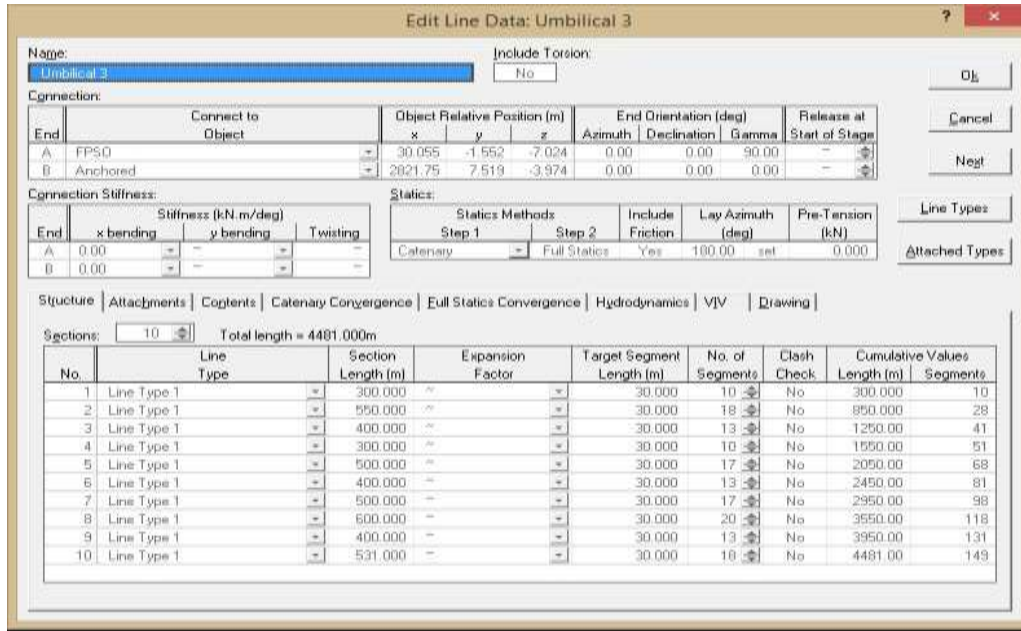 Edit Line Data: Umbilical 3
? ×
Name: Include Torsion:
Umbilical 3 No
Ok
Connection:
Connect to Object Relative Position (m) End Orientation (deg) Release at
End Object x y z Azimuth Declination Gamma Start of Stage
A FPSO 30.055 -1.552 -7.024 0.00 0.00 90.00 ~
B Anchored 2821.75 7.519 -3.974 0.00 0.00 0.00 ~
Cancel
Next
Connection Stiffness: Statics:
Stiffness (kN.m/deg) Statics Methods Include Lay Azimuth Pre-Tension
End x bending y bending Twisting Step 1 Step 2 Friction (deg) (kN)
A 0.00 ~ ~ Catenary Full Statics Yes 180.00 set 0.000
B 0.00 ~ ~
Line Types
Attached Types
Structure Attachments Contents Catenary Convergence Full Statics Convergence Hydrodynamics VIV Drawing
Sections: 10 Total length = 4481.000m
Line Section Expansion Target Segment No. of Clash Cumulative Values
No. Type Length (m) Factor Length (m) Segments Check Length (m) Segments
1 Line Type 1 300.000 ~ 30.000 10 No 300.000 10
2 Line Type 1 550.000 ~ 30.000 18 No 850.000 28
3 Line Type 1 400.000 ~ 30.000 13 No 1250.00 41
4 Line Type 1 300.000 ~ 30.000 10 No 1550.00 51
5 Line Type 1 500.000 ~ 30.000 17 No 2050.00 68
6 Line Type 1 400.000 ~ 30.000 13 No 2450.00 81
7 Line Type 1 500.000 ~ 30.000 17 No 2950.00 98
8 Line Type 1 600.000 ~ 30.000 20 No 3550.00 118
9 Line Type 1 400.000 ~ 30.000 13 No 3950.00 131
10 Line Type 1 531.000 ~ 30.000 18 No 4481.00 149